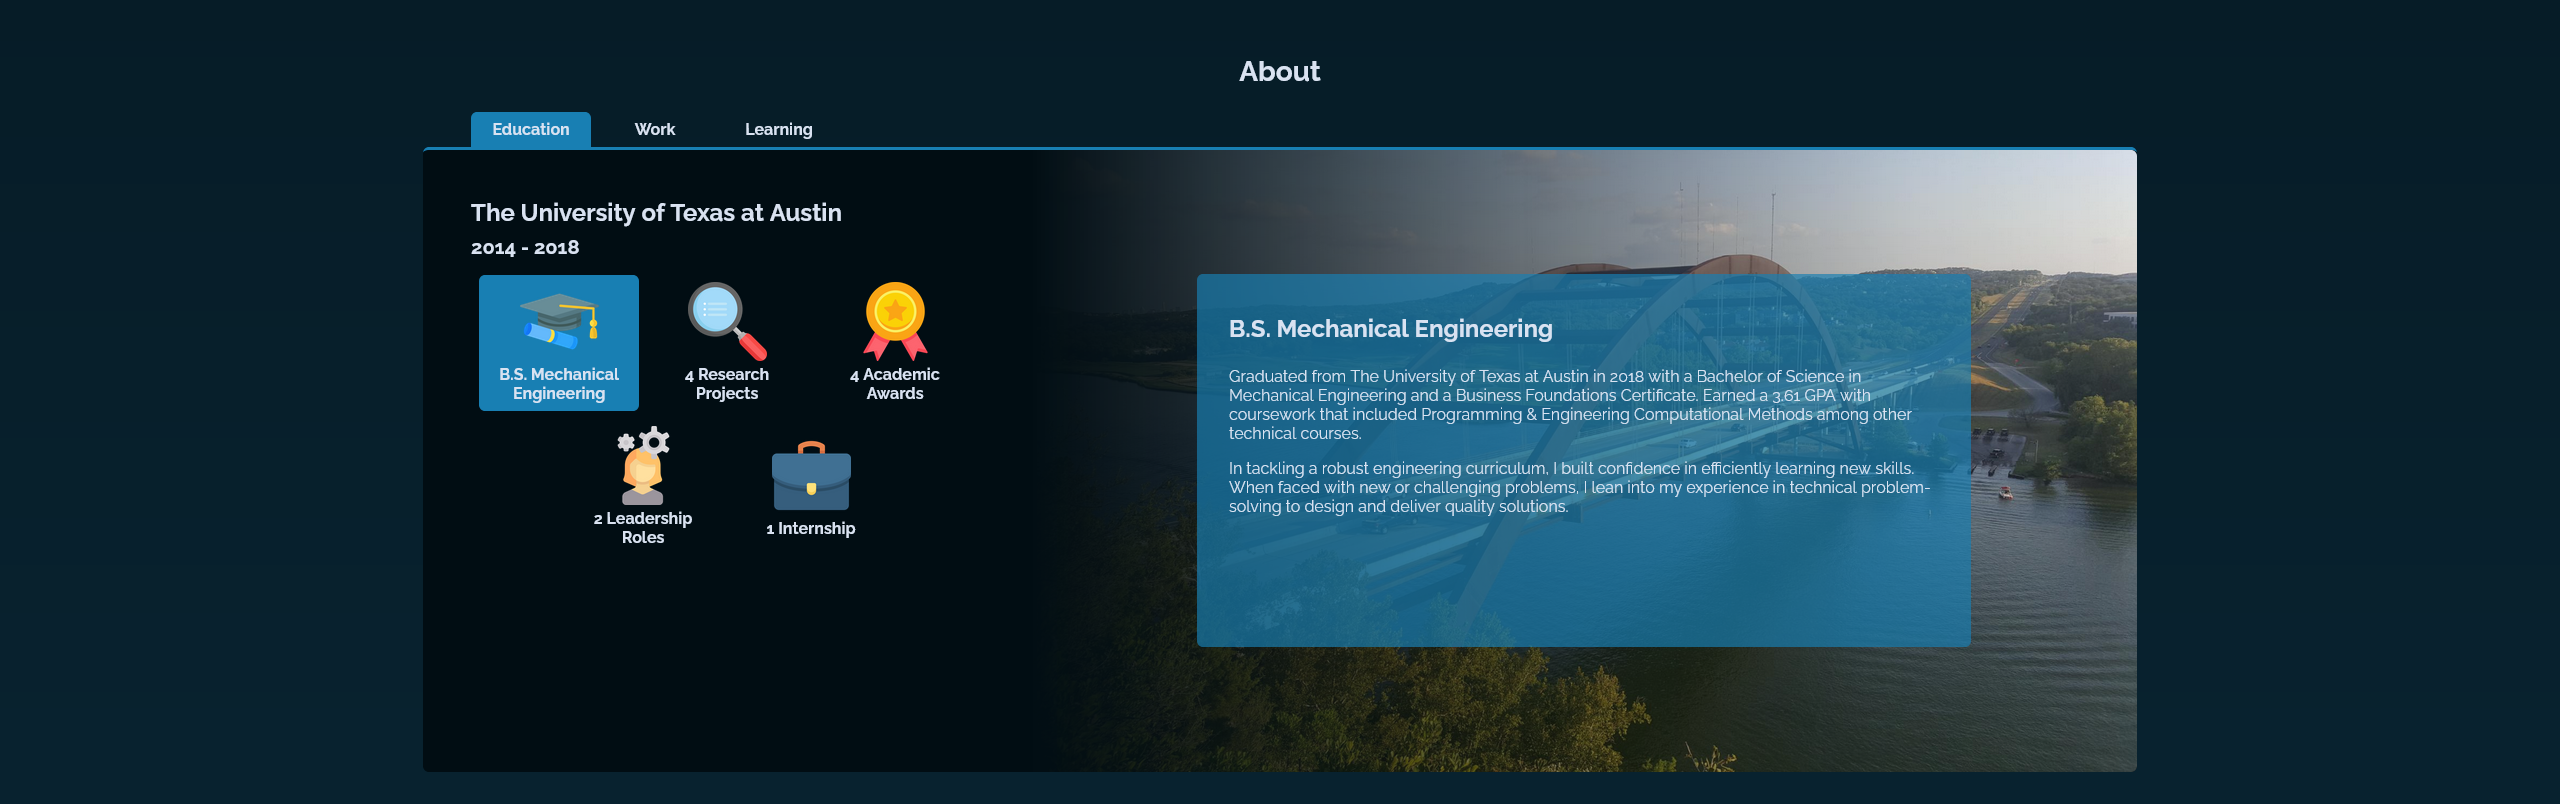 About
Education
Work
Learning
The University of Texas at Austin
2014 - 2018
B.S. Mechanical
Engineering
4 Research
Projects
4 Academic
Awards
2 Leadership
Roles
1 Internship
B.S. Mechanical Engineering
Graduated from The University of Texas at Austin in 2018 with a Bachelor of Science in
Mechanical Engineering and a Business Foundations Certificate. Earned a 3.61 GPA with
coursework that included Programming & Engineering Computational Methods among other
technical courses.
In tackling a robust engineering curriculum, I built confidence in efficiently learning new skills.
When faced with new or challenging problems, I lean into my experience in technical problem-
solving to design and deliver quality solutions.